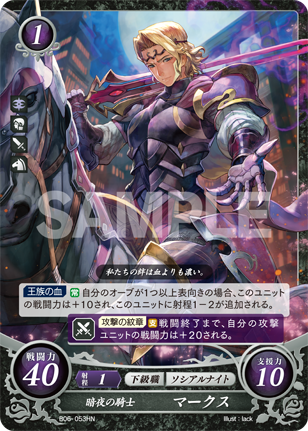 1
SAMPLE
私たちの絆は血よりも濃い。
王族の血 自分のオーブが1つ以上表向きの場合、このユニット
の戦闘力は+10され、このユニットに射程1-2が追加される。
攻撃の紋章 戦闘終了まで、自分の攻撃
ユニットの戦闘力は+20される。
戦闘力
40
射程 1 下級職 ソシアルナイト
支援力
10
暗夜の騎士 マークス
B06-053HN
Illust : lack